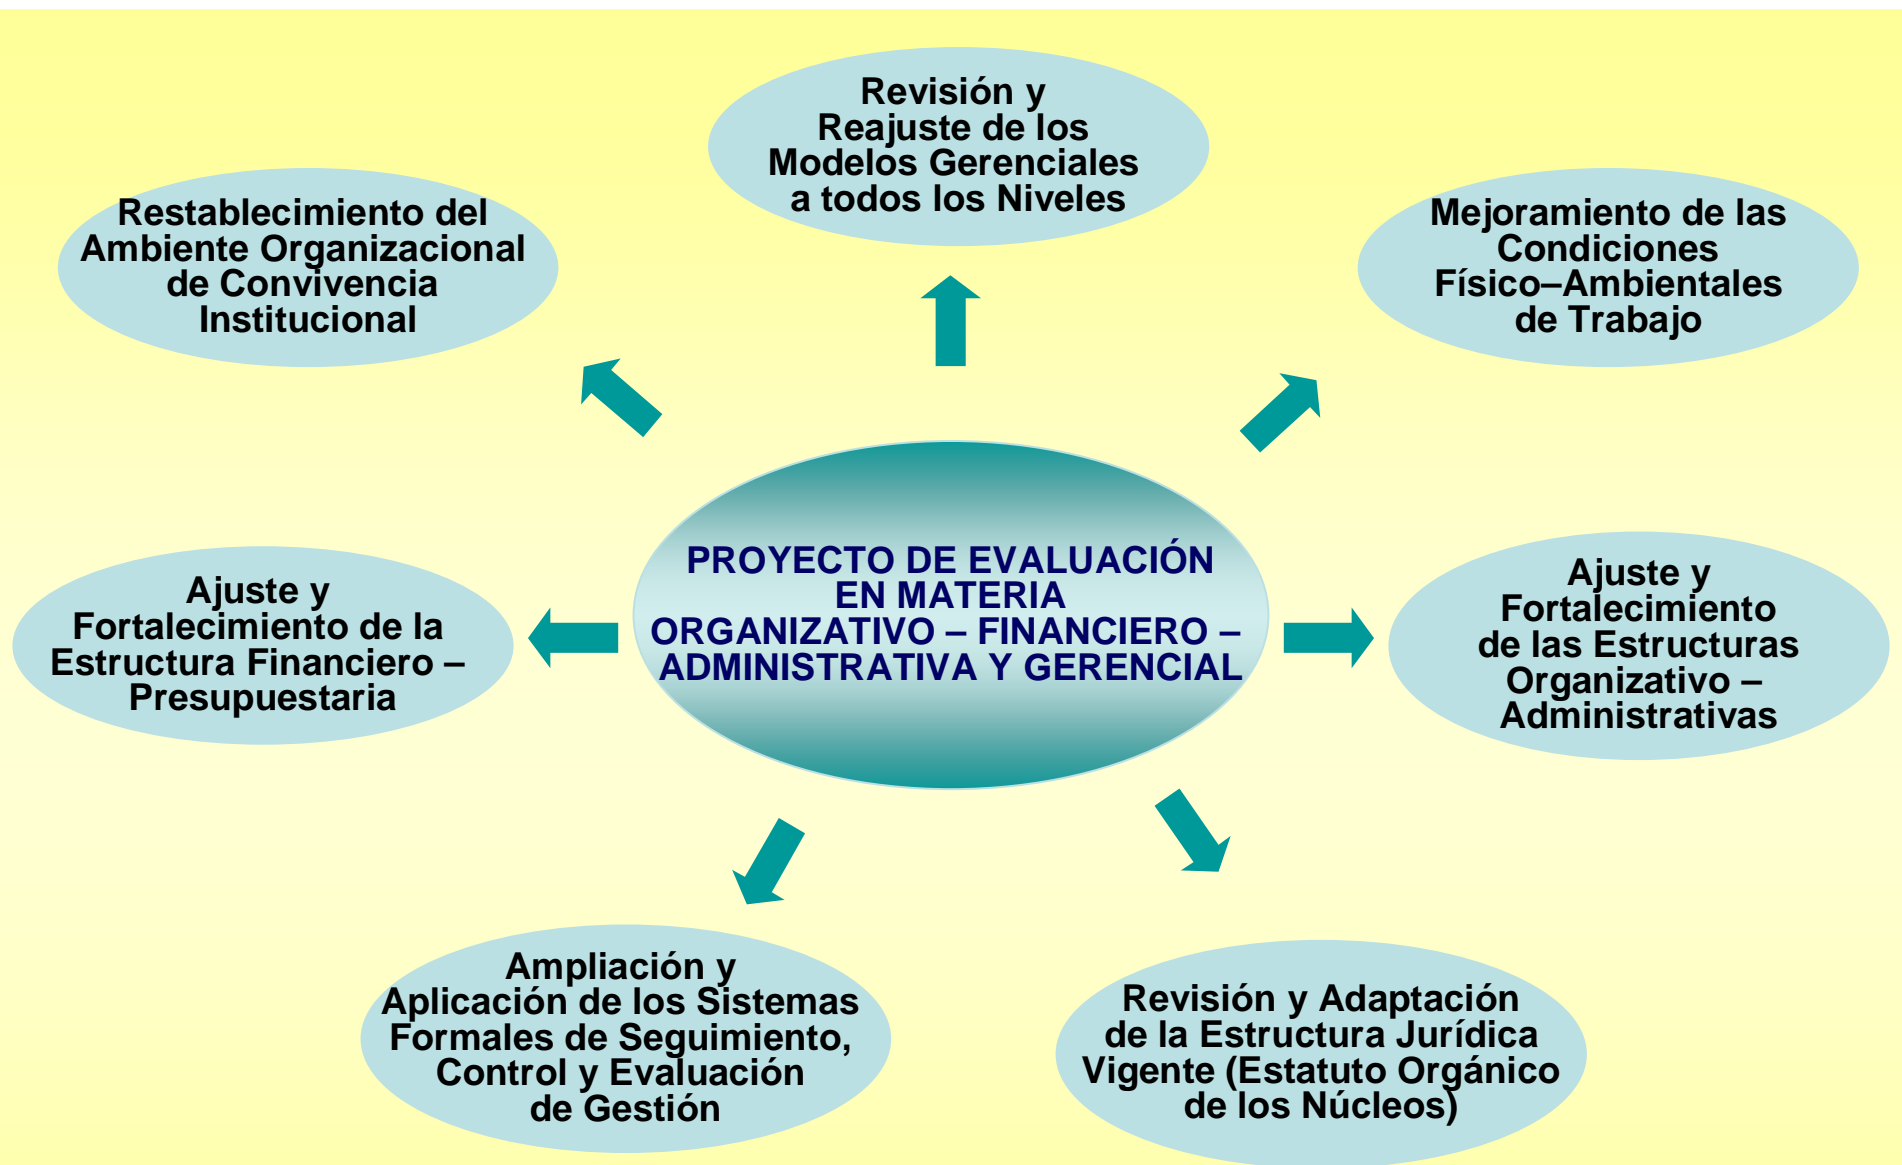 Revisión y
Reajuste de los
Modelos Gerenciales
a todos los Niveles
Restablecimiento del
Ambiente Organizacional
de Convivencia
Institucional
Mejoramiento de las
Condiciones
Físico–Ambientales
de Trabajo
PROYECTO DE EVALUACIÓN
EN MATERIA
ORGANIZATIVO – FINANCIERO –
ADMINISTRATIVA Y GERENCIAL
Ajuste y
Fortalecimiento de la
Estructura Financiero –
Presupuestaria
Ajuste y
Fortalecimiento
de las Estructuras
Organizativo –
Administrativas
Ampliación y
Aplicación de los Sistemas
Formales de Seguimiento,
Control y Evaluación
de Gestión
Revisión y Adaptación
de la Estructura Jurídica
Vigente (Estatuto Orgánico
de los Núcleos)